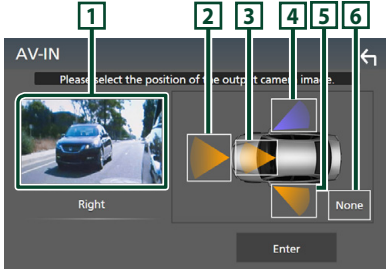 1 2 3 4 5 6
AV-IN
Please select the position of the output camera image.
Right
None
Enter